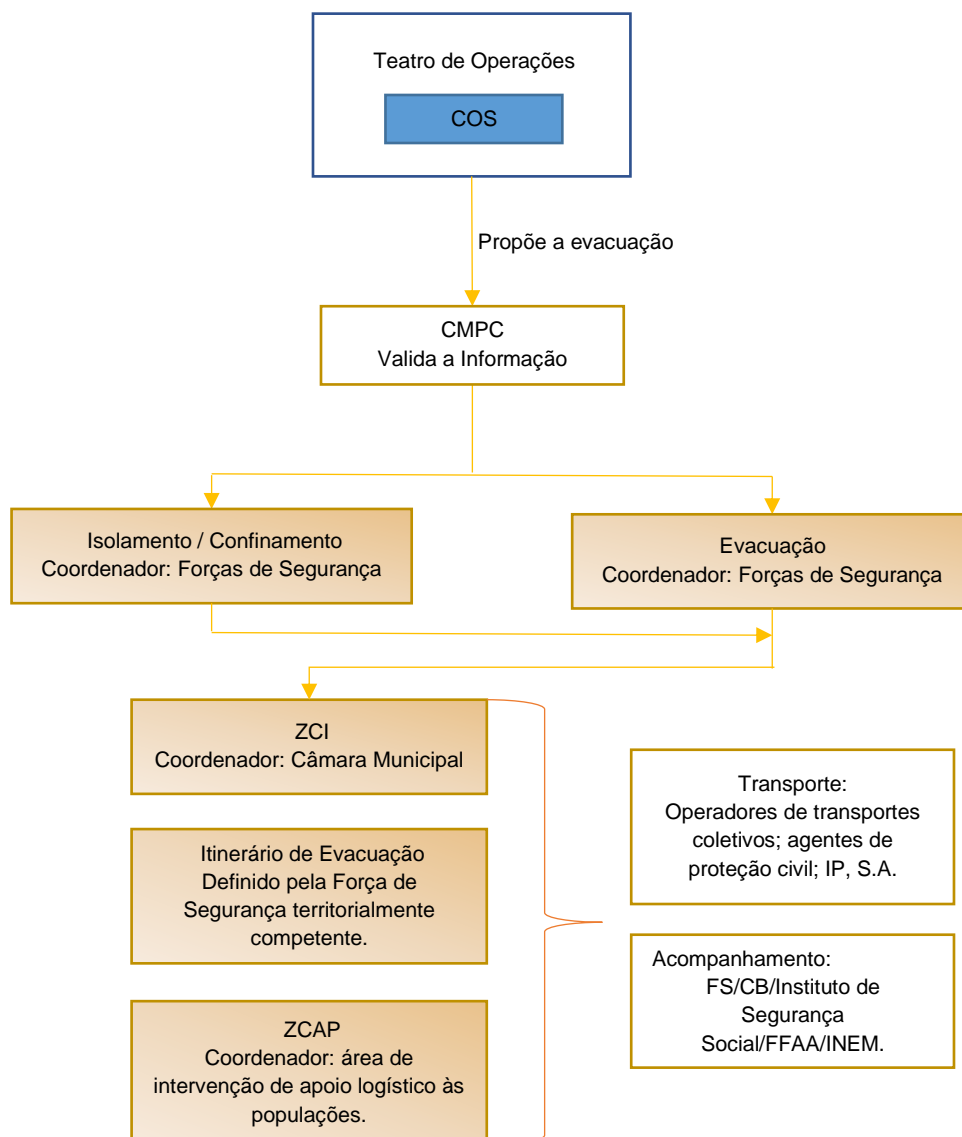 Teatro de Operações
COS
Propõe a evacuação
CMPC
Valida a Informação
Isolamento / Confinamento
Coordenador: Forças de Segurança
Evacuação
Coordenador: Forças de Segurança
ZCI
Coordenador: Câmara Municipal
Itinerário de Evacuação
Definido pela Força de
Segurança territorialmente
competente.
ZCAP
Coordenador: área de
intervenção de apoio logístico às
populações.
Transporte:
Operadores de transportes
coletivos; agentes de
proteção civil; IP, S.A.
Acompanhamento:
FS/CB/Instituto de
Segurança
Social/FFAA/INEM.